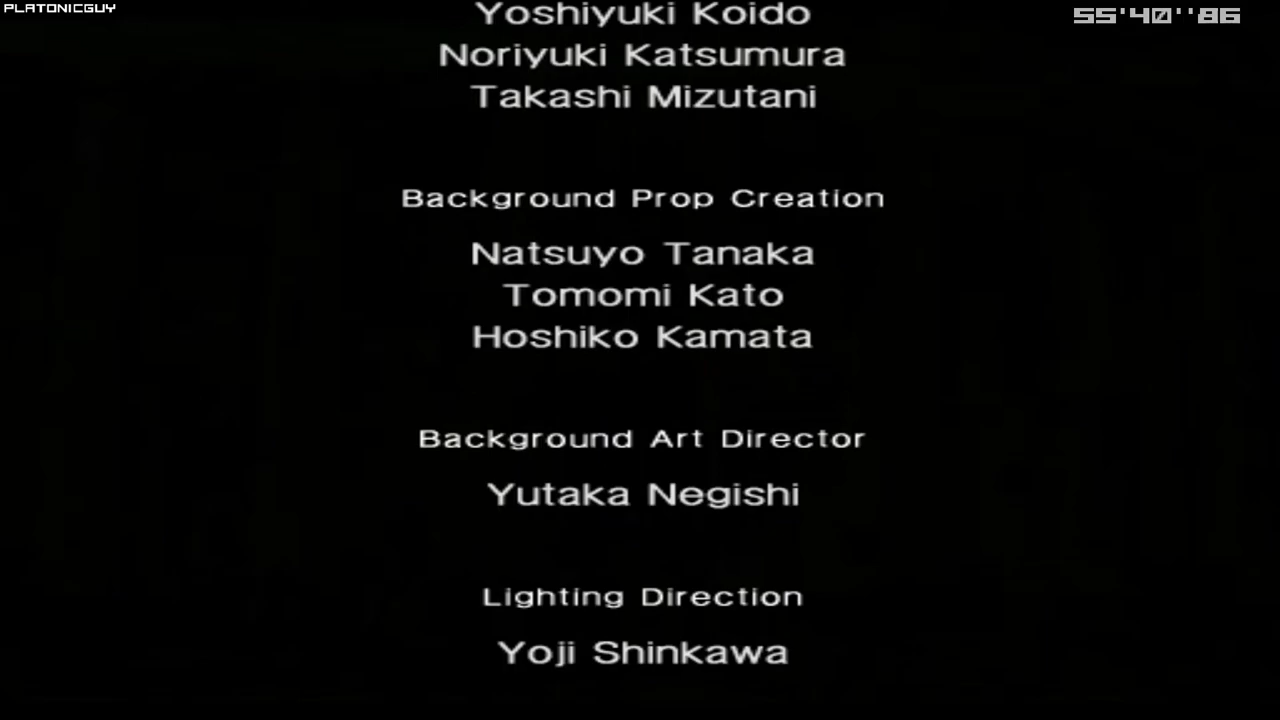 PLATONICGUY
55'40''86
Yoshiyuki Koido
Noriyuki Katsumura
Takashi Mizutani
Background Prop Creation
Natsuyo Tanaka
Tomomi Kato
Hoshiko Kamata
Background Art Director
Yutaka Negishi
Lighting Direction
Yoji Shinkawa